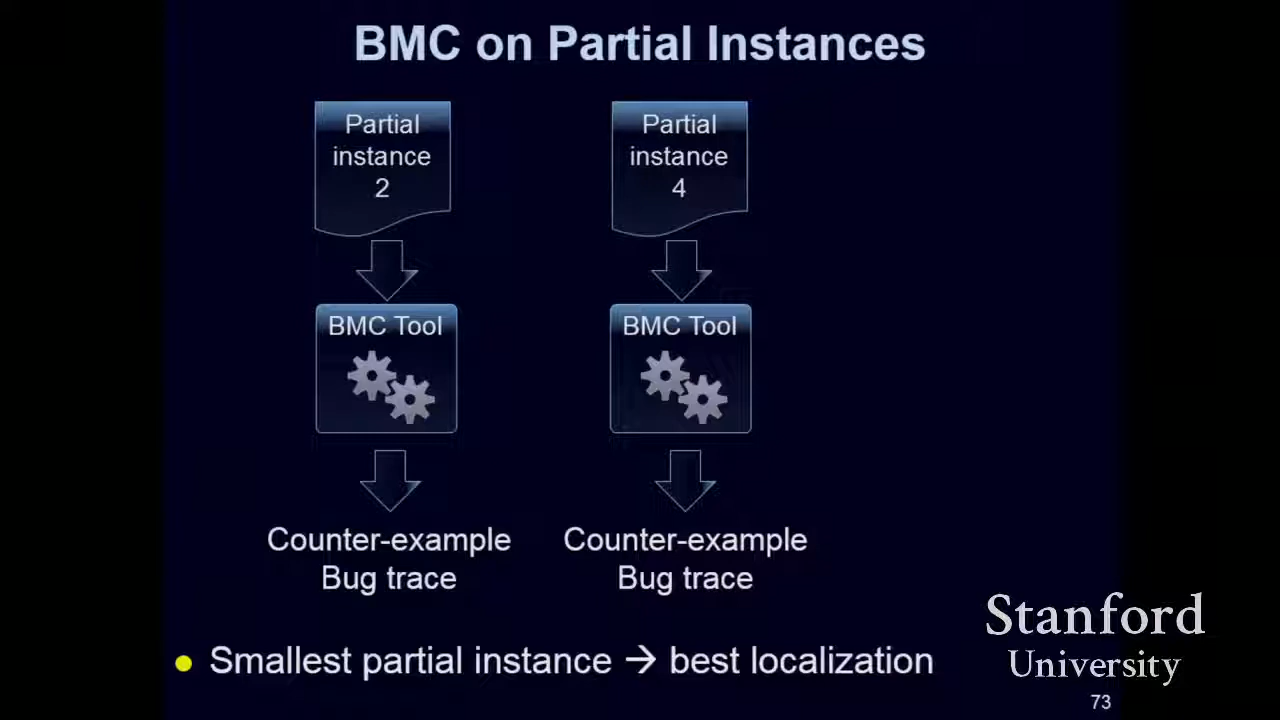 BMC on Partial Instances
Partial
instance
2
Partial
instance
4
BMC Tool
BMC Tool
Counter-example
Bug trace
Counter-example
Bug trace
Smallest partial instance → best localization
Stanford
University
73